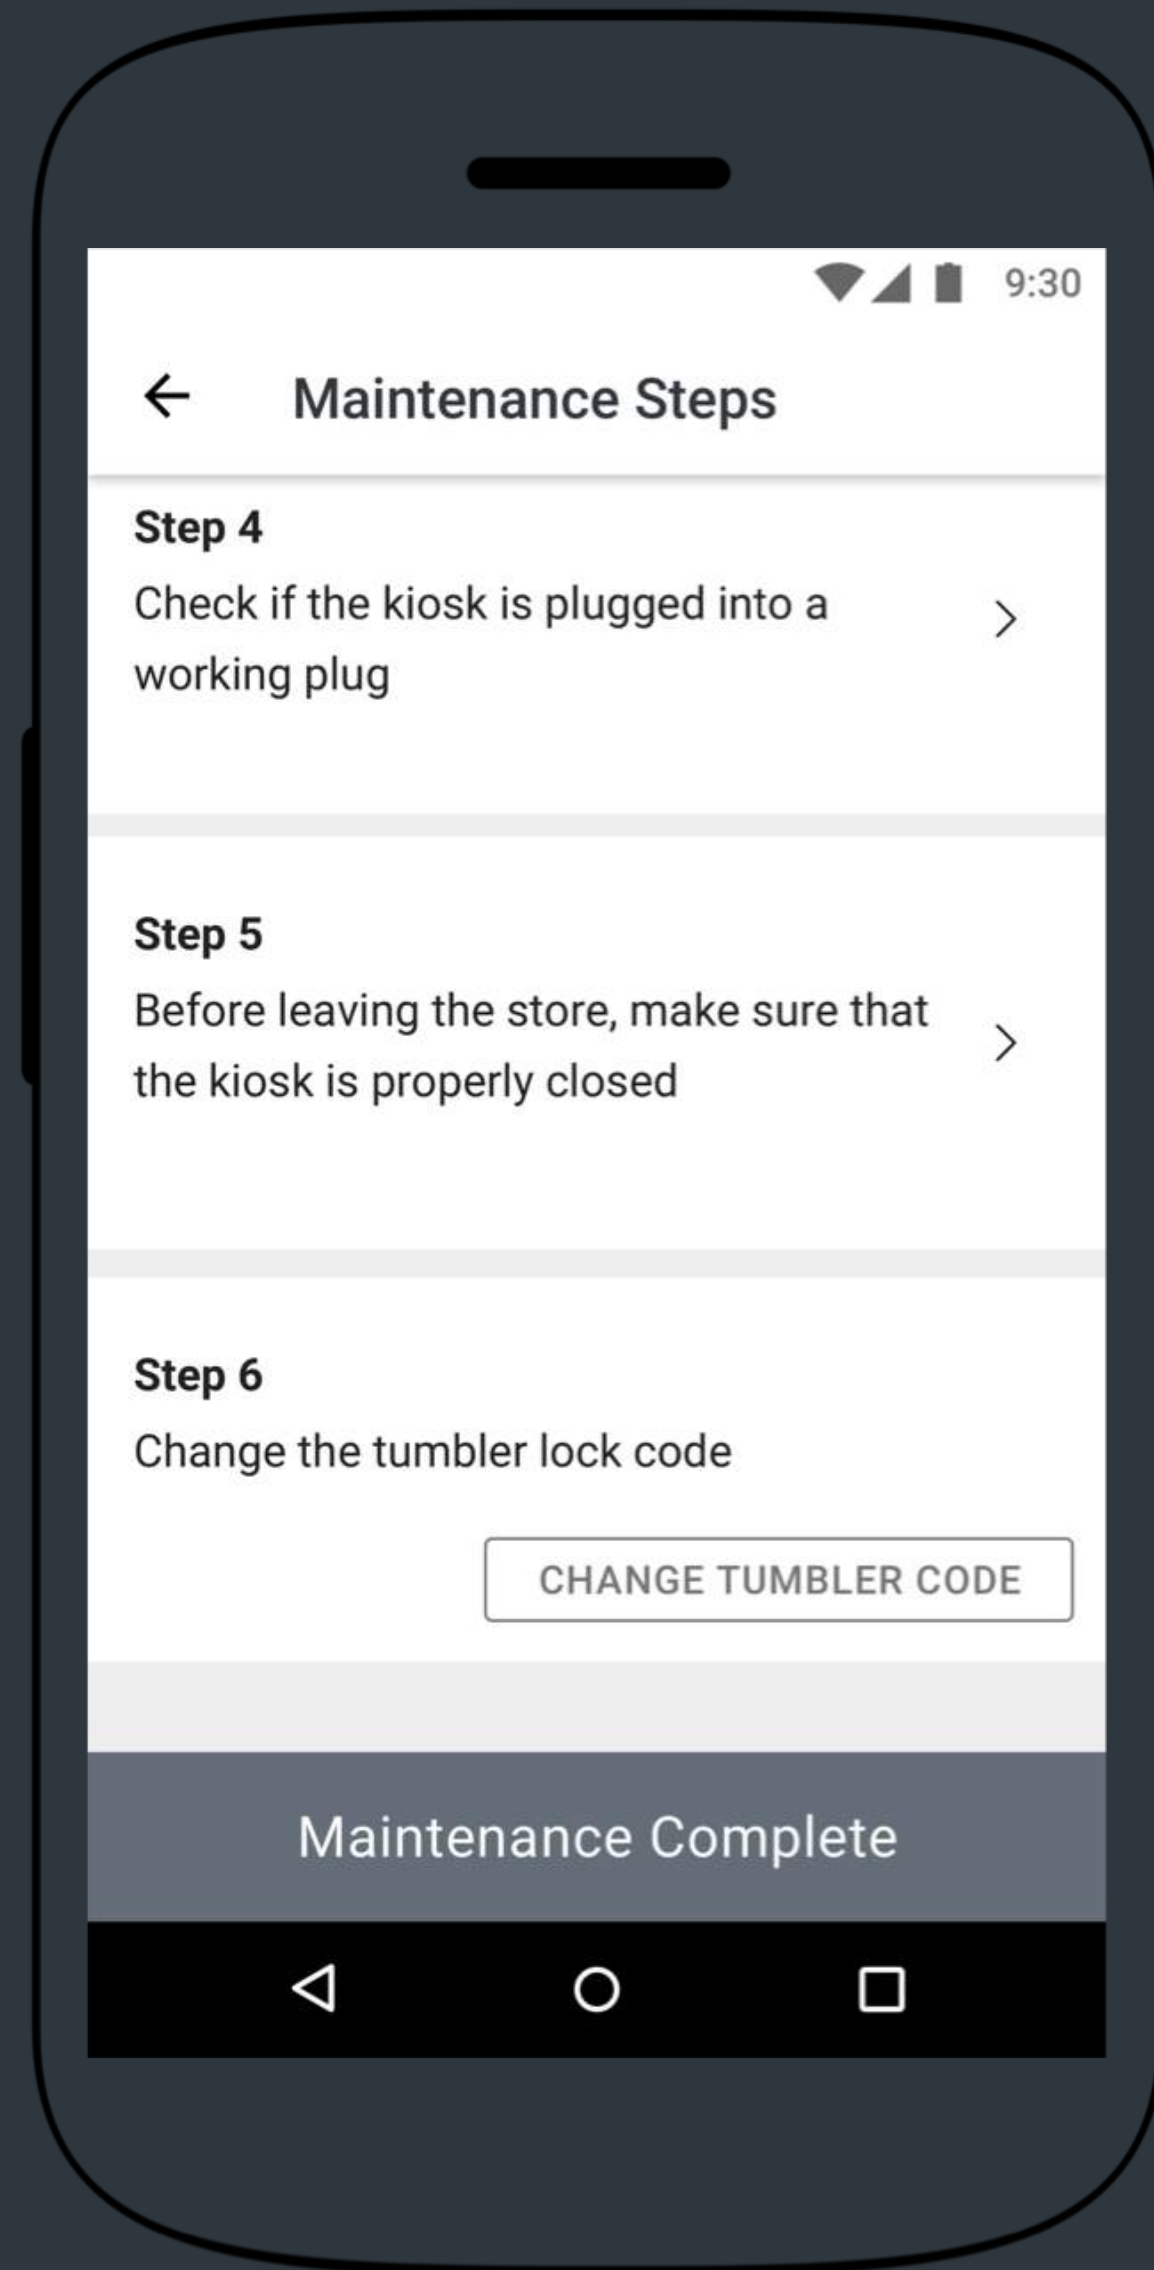 9:30
Maintenance Steps
Step 4
Check if the kiosk is plugged into a
working plug
Step 5
Before leaving the store, make sure that
the kiosk is properly closed
Step 6
Change the tumbler lock code
CHANGE TUMBLER CODE
Maintenance Complete